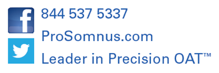 844 537 5337
ProSomnus.com
Leader in Precision OAT™